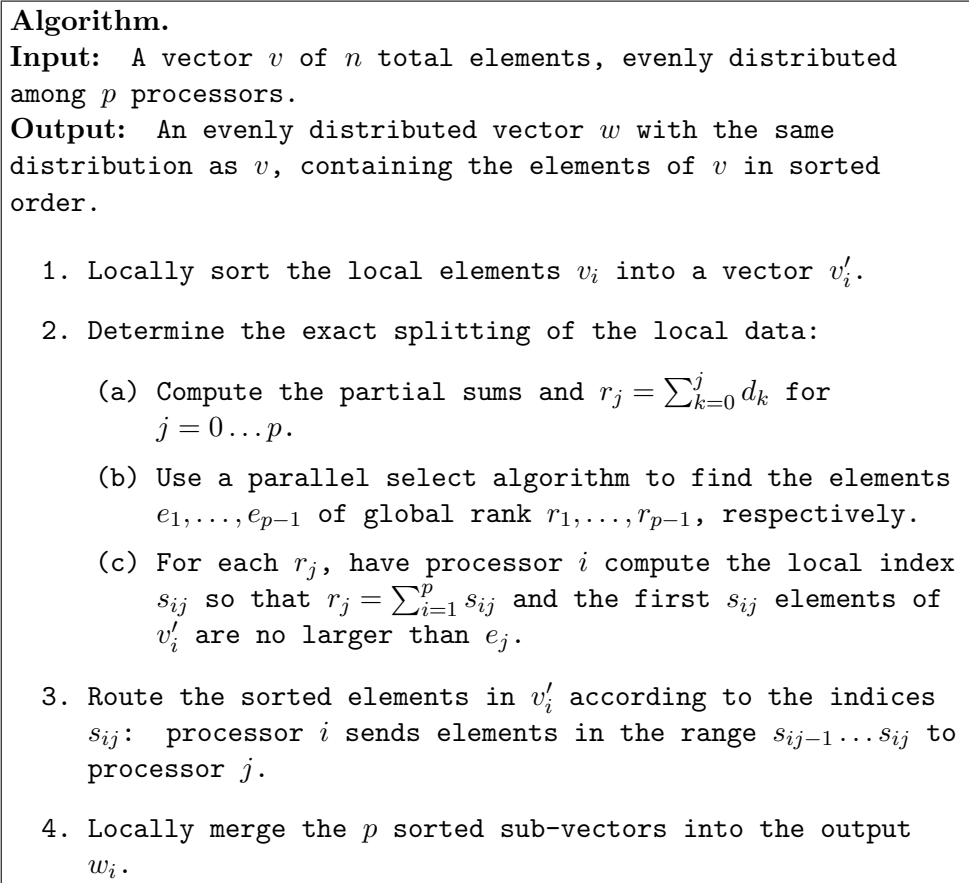 Algorithm.
Input: A vector v of n total elements, evenly distributed
among p processors.
Output: An evenly distributed vector w with the same
distribution as v, containing the elements of v in sorted
order.
1. Locally sort the local elements v_i into a vector v'_i.
2. Determine the exact splitting of the local data:
(a) Compute the partial sums and r_j = ∑_{k=0}^{j} d_k for
j = 0 … p.
(b) Use a parallel select algorithm to find the elements
e_1, …, e_{p−1} of global rank r_1, …, r_{p−1}, respectively.
(c) For each r_j, have processor i compute the local index
s_{ij} so that r_j = ∑_{i=1}^{p} s_{ij} and the first s_{ij} elements of
v'_i are no larger than e_j.
3. Route the sorted elements in v'_i according to the indices
s_{ij}: processor i sends elements in the range s_{ij−1} … s_{ij} to
processor j.
4. Locally merge the p sorted sub-vectors into the output
w_i.